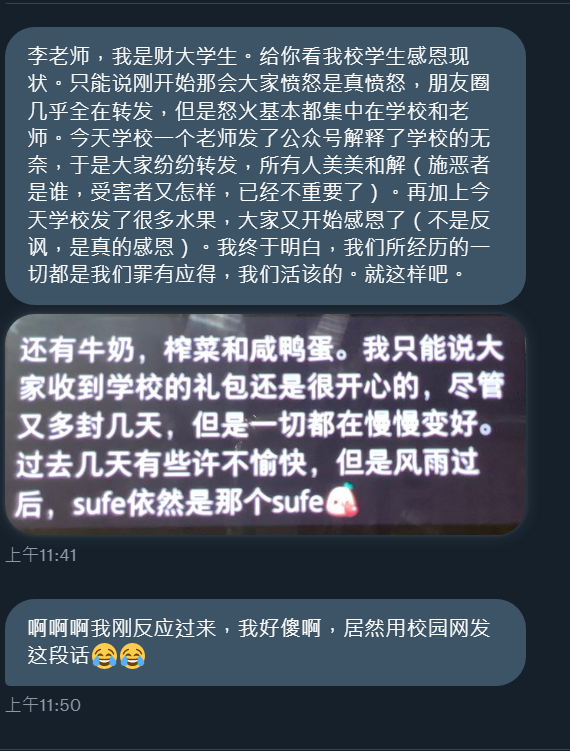 李老师，我是财大学生。给你看我校学生感恩现
状。只能说刚开始那会大家愤怒是真愤怒，朋友圈
几乎全在转发，但是怒火基本都集中在学校和老
师。今天学校一个老师发了公众号解释了学校的无
奈，于是大家纷纷转发，所有人美美和解（施恶者
是谁，受害者又怎样，已经不重要了）。再加上今
天学校发了很多水果，大家又开始感恩了（不是反
讽，是真的感恩）。我终于明白，我们所经历的一
切都是我们罪有应得，我们活该的。就这样吧。
还有牛奶，榨菜和咸鸭蛋。我只能说大
家收到学校的礼包还是很开心的，尽管
又多封几天，但是一切都在慢慢变好。
过去几天有些许不愉快，但是风雨过
后，sufe依然是那个sufe
上午11:41
啊啊啊我刚反应过来，我好傻啊，居然用校园网发
这段话😂😂
上午11:50